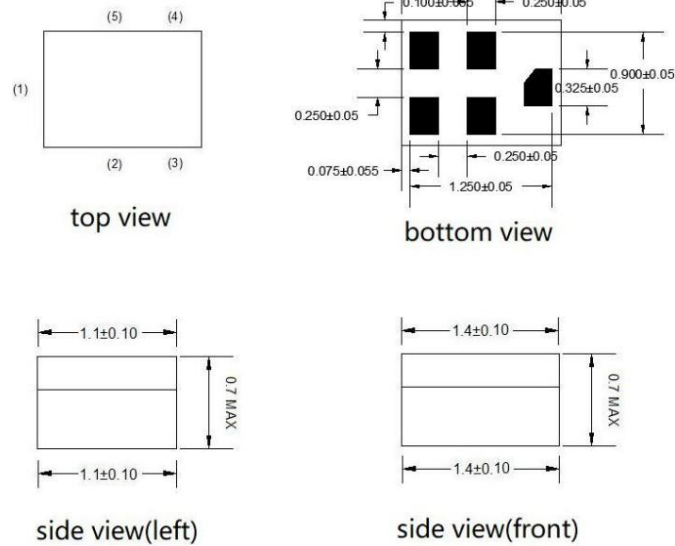 (5) (4)
(1)
(2) (3)
top view
0.100±0.055 0.250±0.05
0.900±0.05
0.325±0.05
0.250±0.05
0.250±0.05
0.075±0.055
1.250±0.05
bottom view
1.1±0.10
0.7 MAX
1.1±0.10
side view(left)
1.4±0.10
0.7 MAX
1.4±0.10
side view(front)